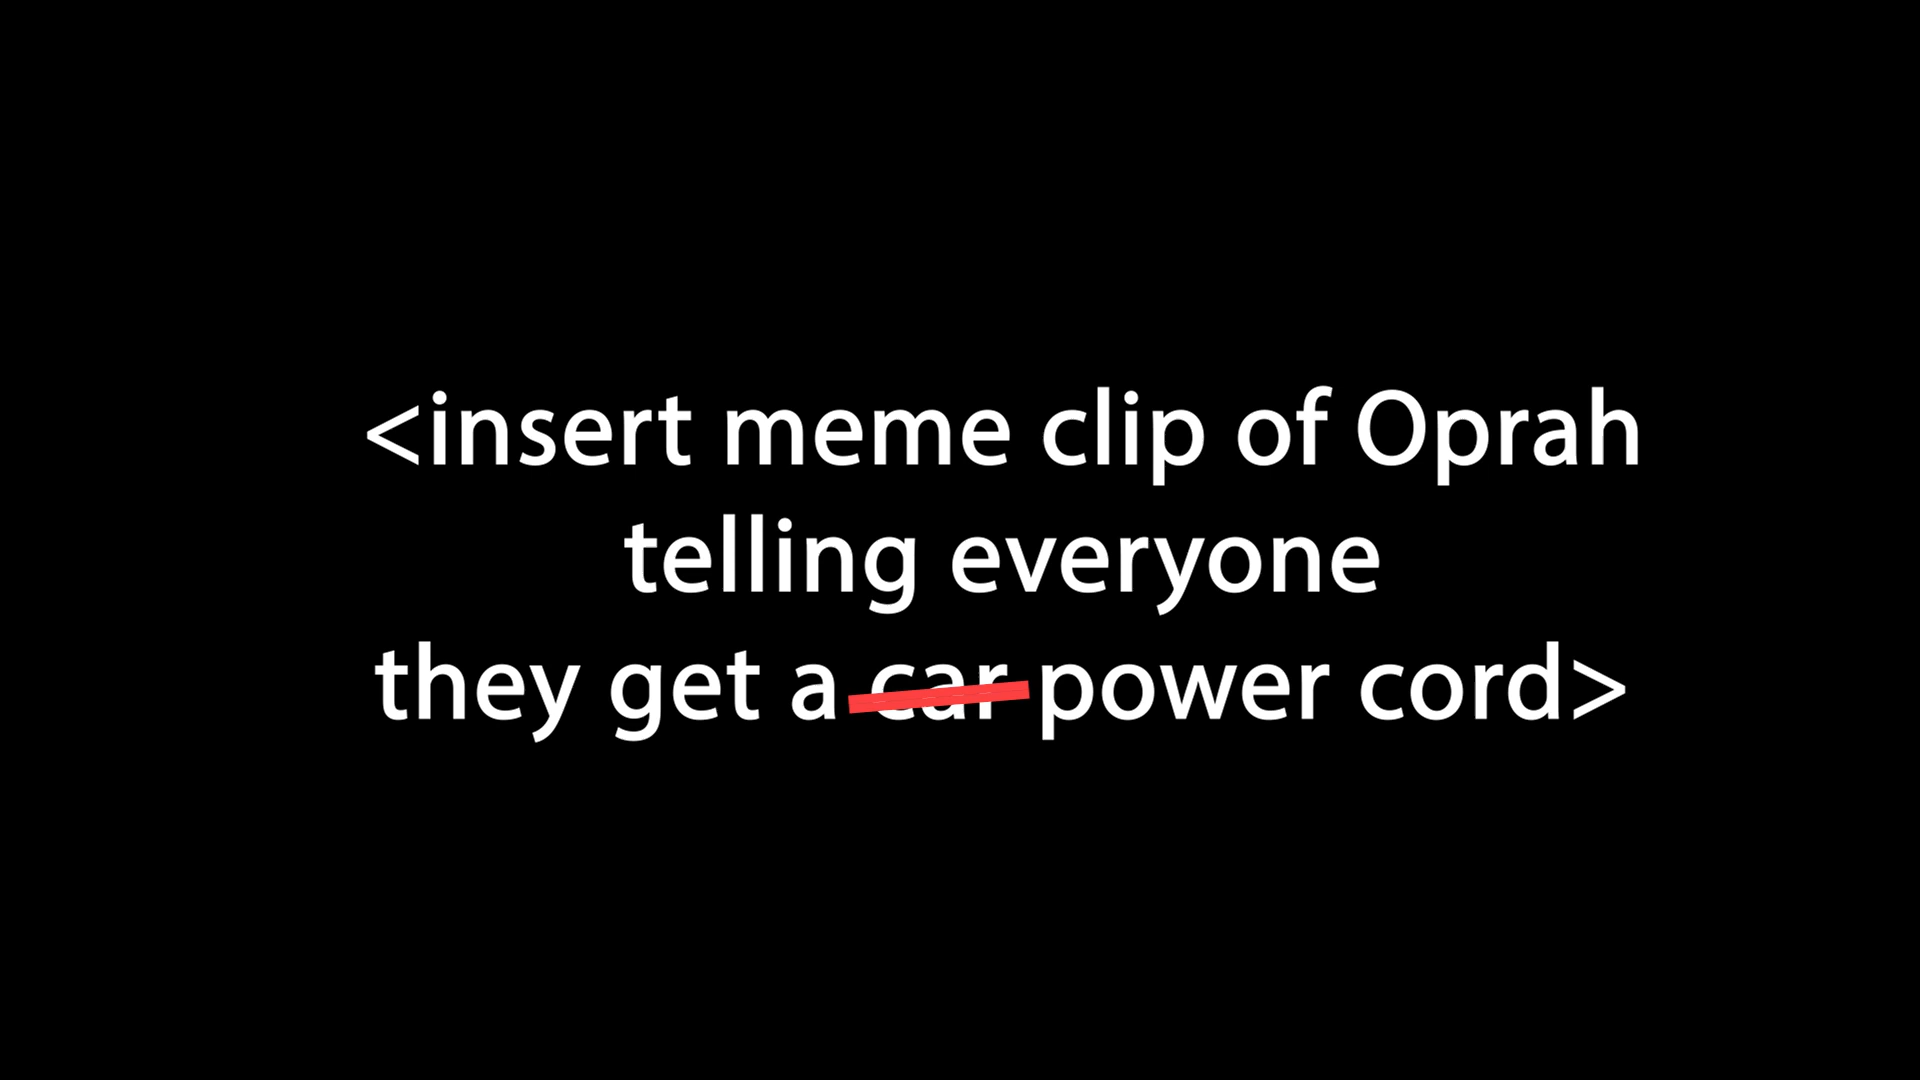 <insert meme clip of Oprah
telling everyone
they get a car power cord>